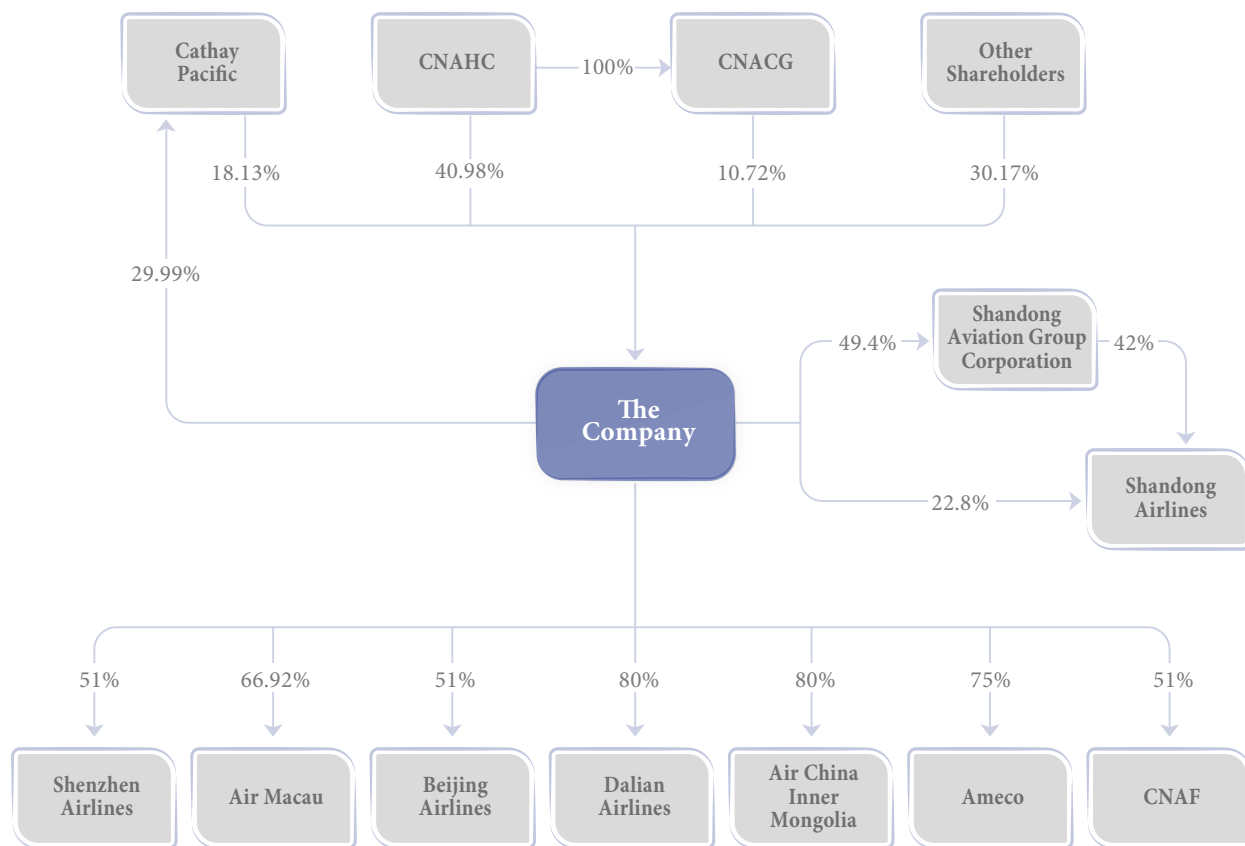 Cathay
Pacific
CNAHC
100%
CNACG
Other
Shareholders
18.13%
40.98%
10.72%
30.17%
29.99%
Shandong
Aviation Group
Corporation
49.4%
42%
The
Company
22.8%
Shandong
Airlines
51%
66.92%
51%
80%
80%
75%
51%
Shenzhen
Airlines
Air Macau
Beijing
Airlines
Dalian
Airlines
Air China
Inner
Mongolia
Ameco
CNAF